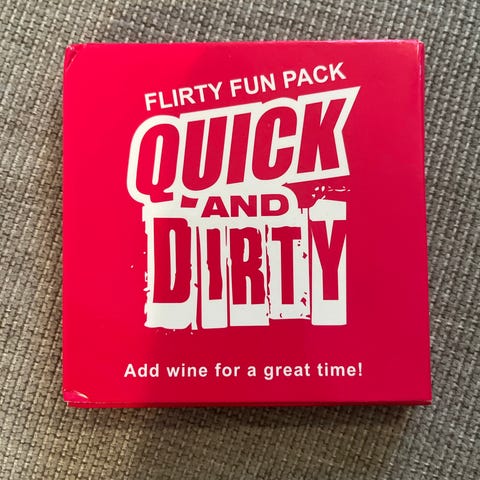 FLIRTY FUN PACK
QUICK
AND
DIRTY
Add wine for a great time!